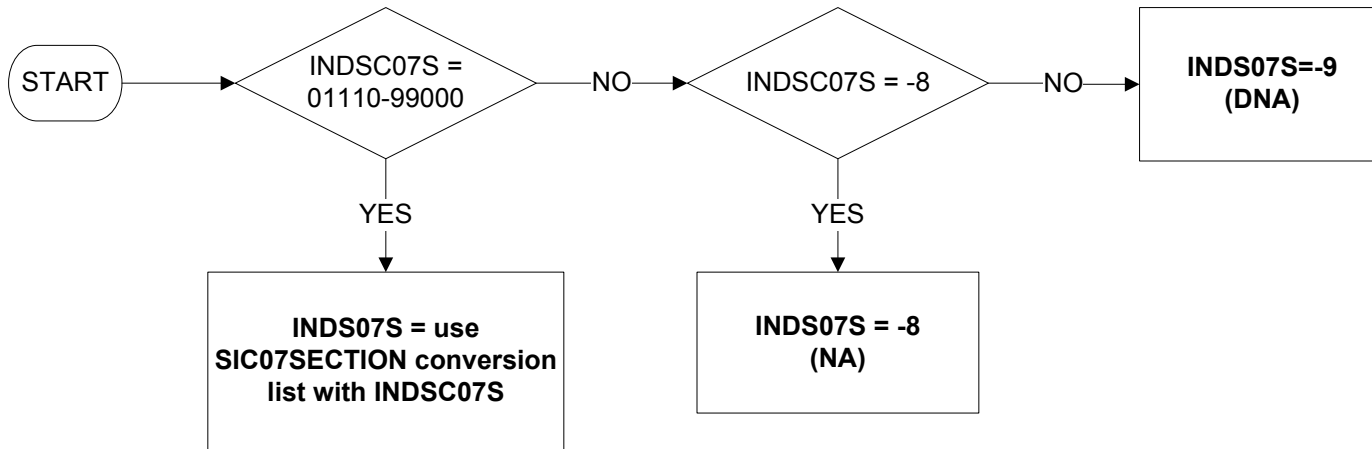 START
INDSC07S =
01110-99000
NO
INDSC07S = -8
NO
INDS07S=-9
(DNA)
YES
YES
INDS07S = use
SIC07SECTION conversion
list with INDSC07S
INDS07S = -8
(NA)